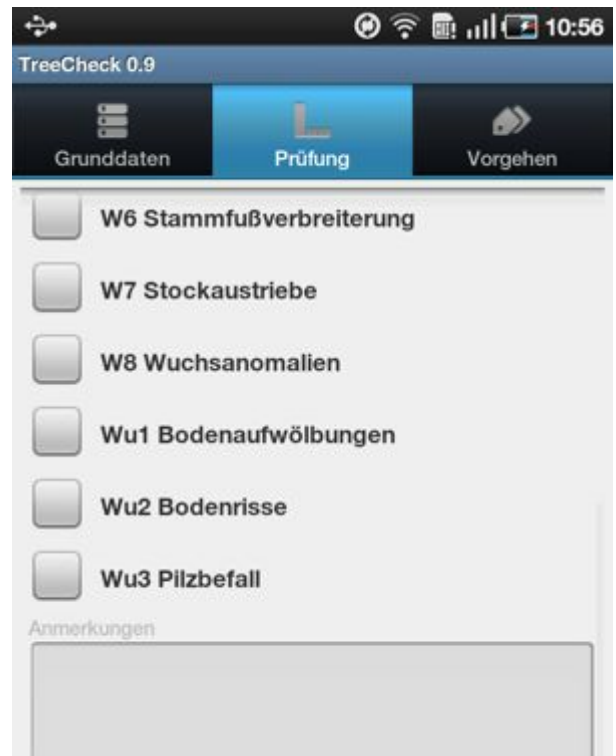 10:56
TreeCheck 0.9
Grunddaten
Prüfung
Vorgehen
W6 Stammfußverbreiterung
W7 Stockaustriebe
W8 Wuchsanomalien
Wu1 Bodenaufwölbungen
Wu2 Bodenrisse
Wu3 Pilzbefall
Anmerkungen